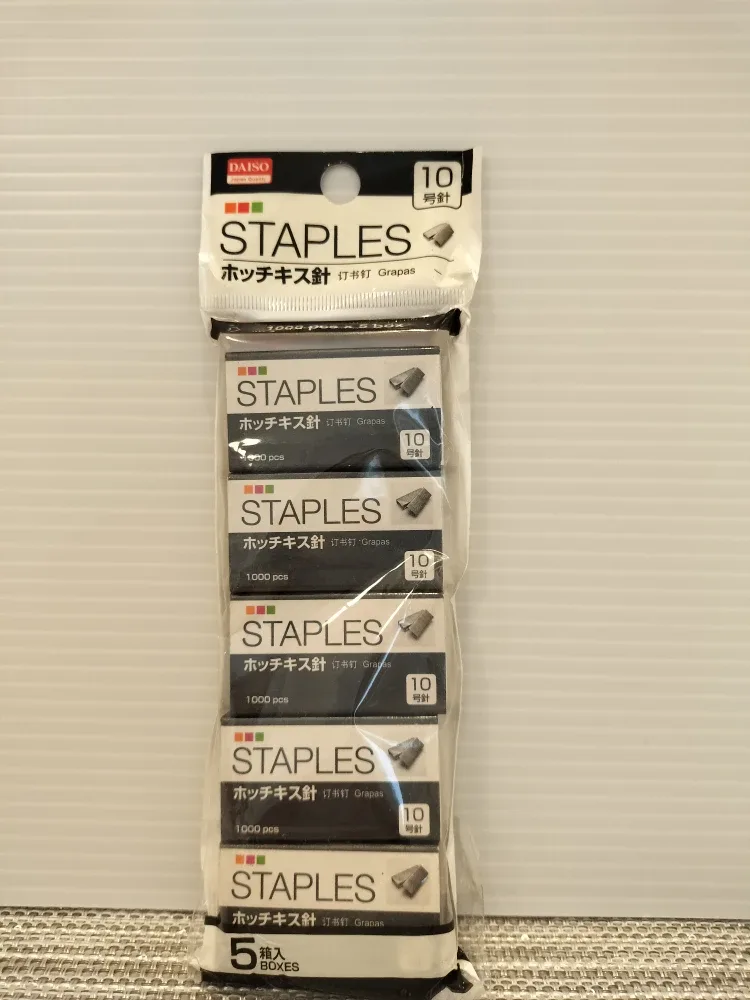 DAISO
Japan Quality
10
号針
STAPLES
ホッチキス針 订书钉 Grapas
1000 pcs x 5 box
STAPLES
ホッチキス針 订书钉 Grapas
10
号針
1000 pcs
STAPLES
ホッチキス針 订书钉 Grapas
10
号針
1000 pcs
STAPLES
ホッチキス針 订书钉 Grapas
10
号針
1000 pcs
STAPLES
ホッチキス針 订书钉 Grapas
10
号針
1000 pcs
STAPLES
ホッチキス針 订书钉 Grapas
5 箱入
BOXES